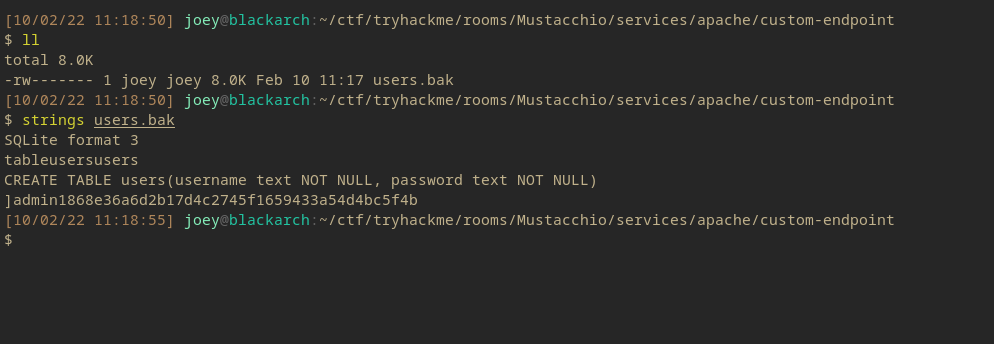 [10/02/22 11:18:50] joey@blackarch:~/ctf/tryhackme/rooms/Mustacchio/services/apache/custom-endpoint
$ ll
total 8.0K
-rw------- 1 joey joey 8.0K Feb 10 11:17 users.bak
[10/02/22 11:18:50] joey@blackarch:~/ctf/tryhackme/rooms/Mustacchio/services/apache/custom-endpoint
$ strings users.bak
SQLite format 3
tableusersusers
CREATE TABLE users(username text NOT NULL, password text NOT NULL)
]admin1868e36a6d2b17d4c2745f1659433a54d4bc5f4b
[10/02/22 11:18:55] joey@blackarch:~/ctf/tryhackme/rooms/Mustacchio/services/apache/custom-endpoint
$